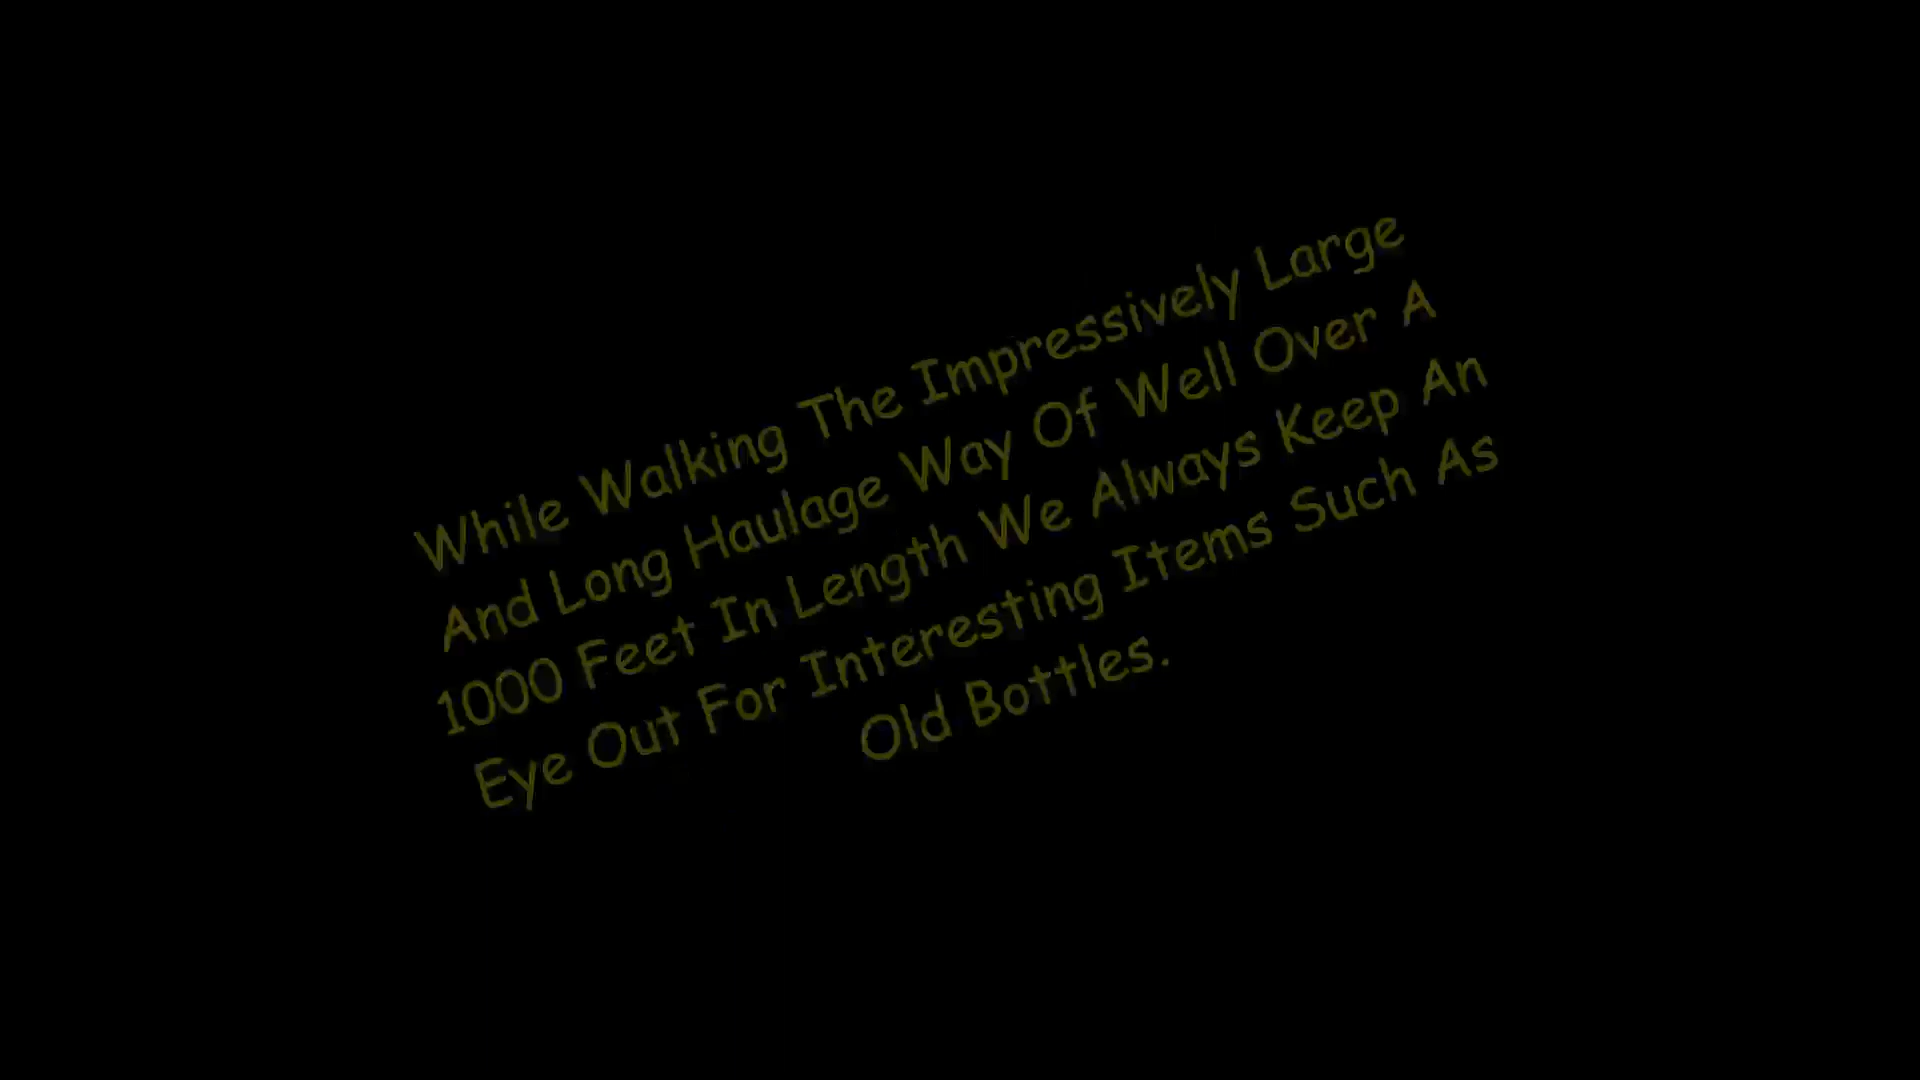 While Walking The Impressively Large
And Long Haulage Way Of Well Over A
1000 Feet In Length We Always Keep An
Eye Out For Interesting Items Such As
Old Bottles.